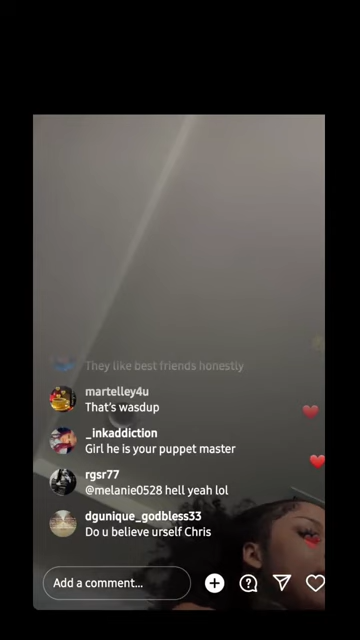 They like best friends honestly
martelley4u
That's wasdup
_inkaddiction
Girl he is your puppet master
rgsr77
@melanie0528 hell yeah lol
dgunique_godbless33
Do u believe urself Chris
Add a comment...